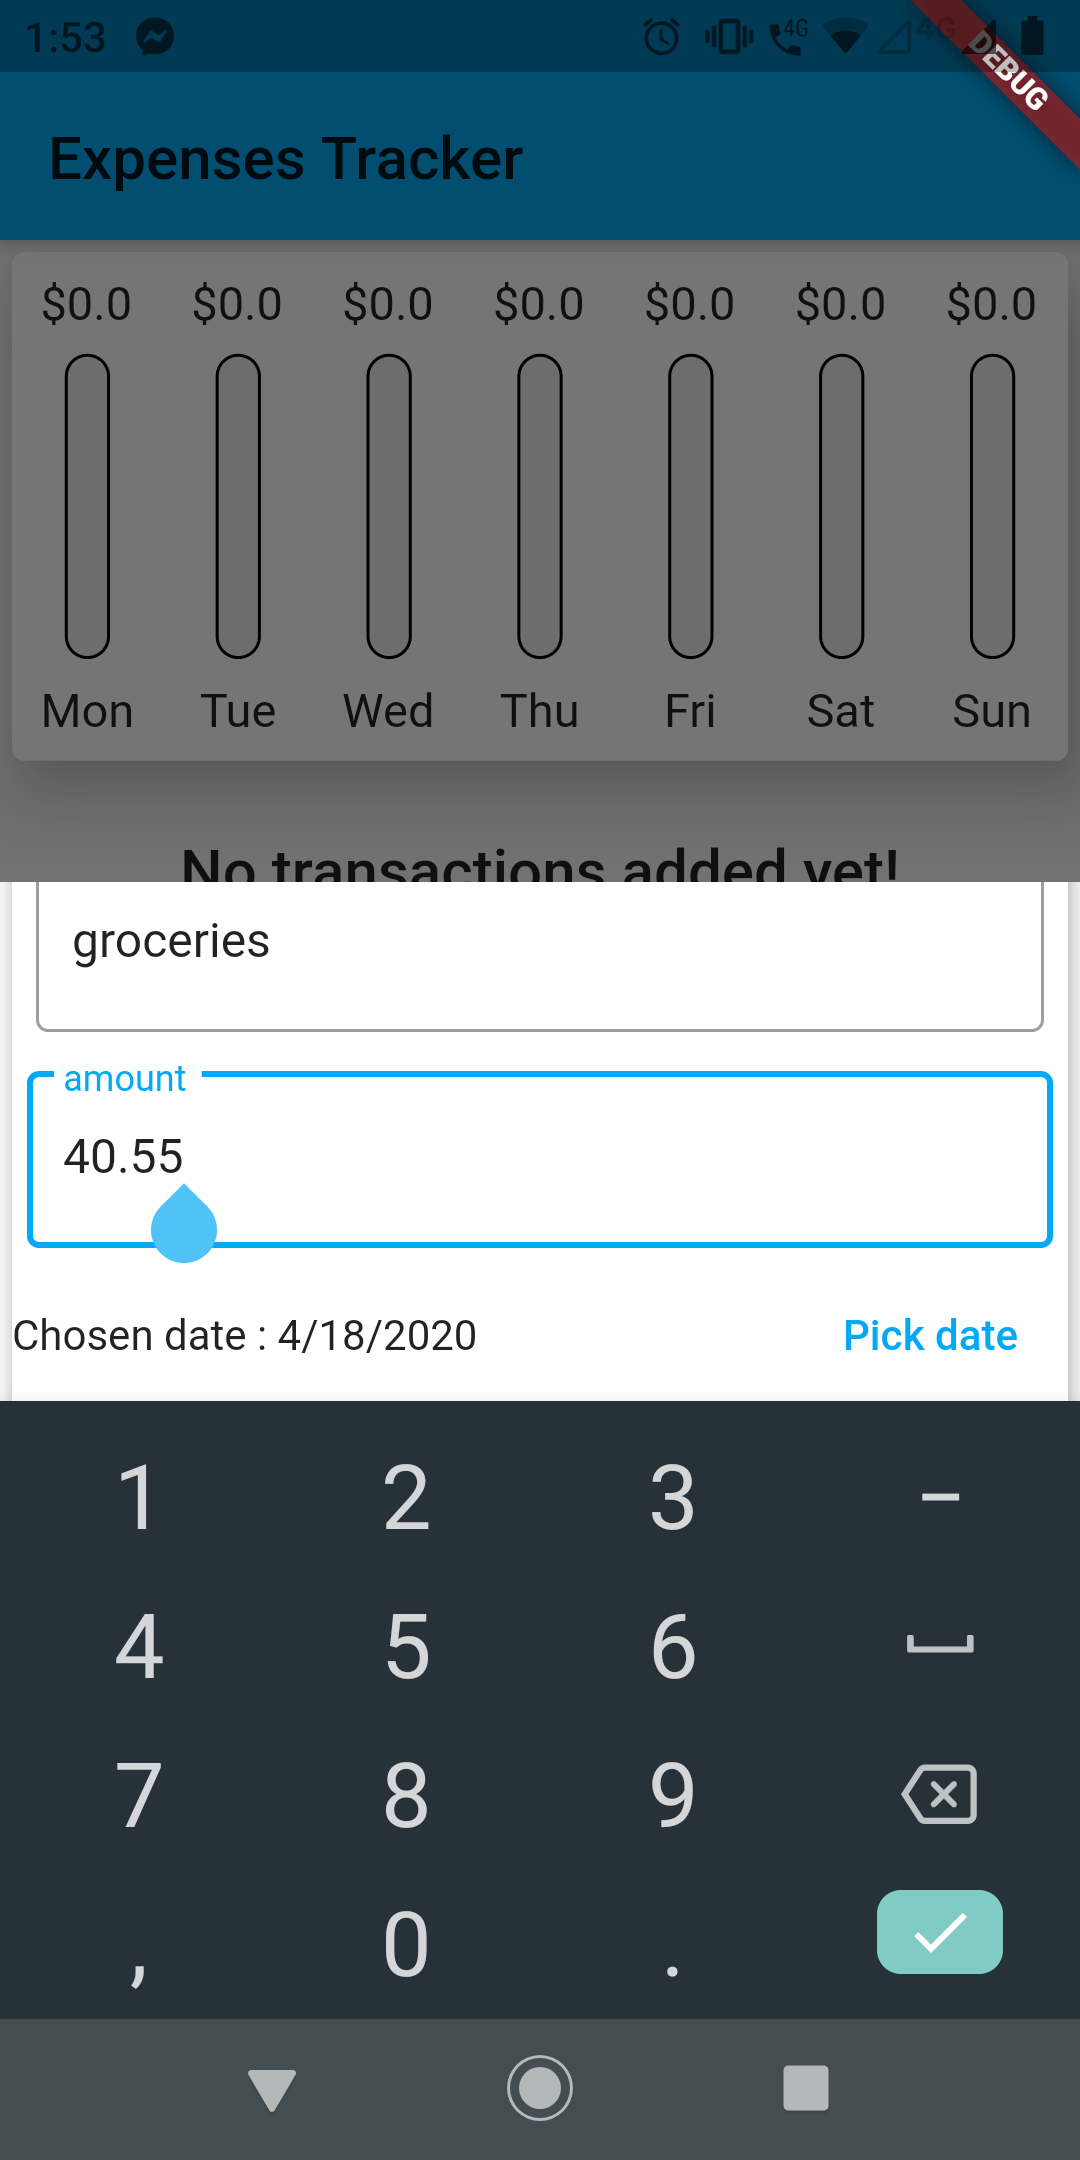 1:53 4G 4G
DEBUG
Expenses Tracker
$0.0 $0.0 $0.0 $0.0 $0.0 $0.0 $0.0
Mon Tue Wed Thu Fri Sat Sun
No transactions added yet!
groceries
amount
40.55
Chosen date : 4/18/2020 Pick date
1 2 3 –
4 5 6
7 8 9
, 0 .